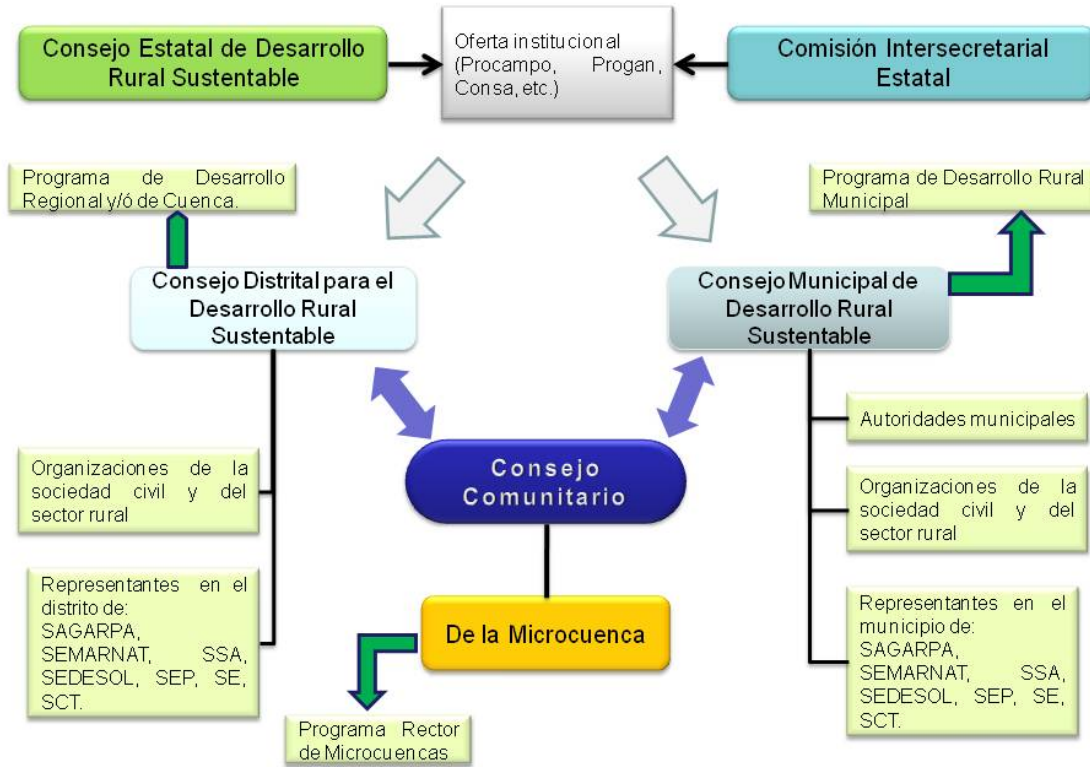 Consejo Estatal de Desarrollo
Rural Sustentable
Oferta institucional
(Procampo, Progan,
Consa, etc.)
Comisión Intersecretarial
Estatal
Programa de Desarrollo
Regional y/ó de Cuenca.
Programa de Desarrollo Rural
Municipal
Consejo Distrital para el
Desarrollo Rural
Sustentable
Consejo Municipal de
Desarrollo Rural
Sustentable
Organizaciones de la
sociedad civil y del
sector rural
Representantes en el
distrito de:
SAGARPA,
SEMARNAT, SSA,
SEDESOL, SEP, SE,
SCT.
Consejo
Comunitario
De la Microcuenca
Programa Rector
de Microcuencas
Autoridades municipales
Organizaciones de la
sociedad civil y del
sector rural
Representantes en el
municipio de:
SAGARPA,
SEMARNAT, SSA,
SEDESOL, SEP, SE,
SCT.